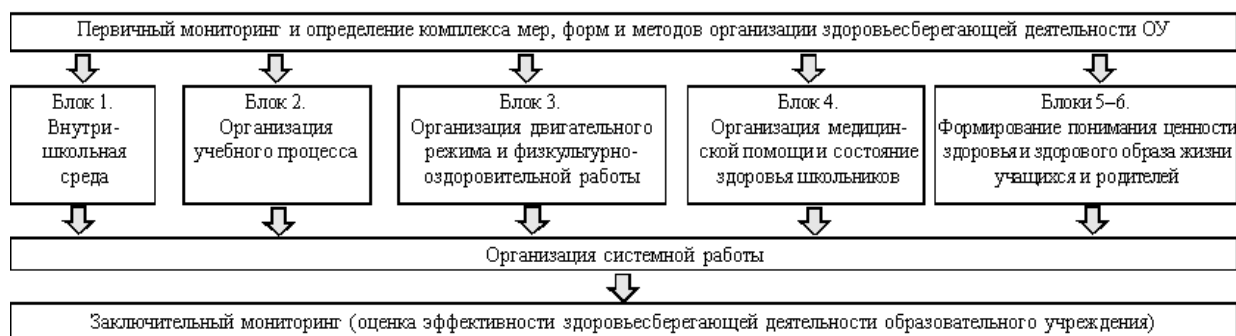 Первичный мониторинг и определение комплекса мер, форм и методов организации здоровьесберегающей деятельности ОУ
Блок 1.
Внутри-
школьная
среда
Блок 2.
Организация
учебного процесса
Блок 3.
Организация двигательного
режима и физкультурно-
оздоровительной работы
Блок 4.
Организация медицин-
ской помощи и состояние
здоровья школьников
Блоки 5–6.
Формирование понимания ценности
здоровья и здорового образа жизни
учащихся и родителей
Организация системной работы
Заключительный мониторинг (оценка эффективности здоровьесберегающей деятельности образовательного учреждения)